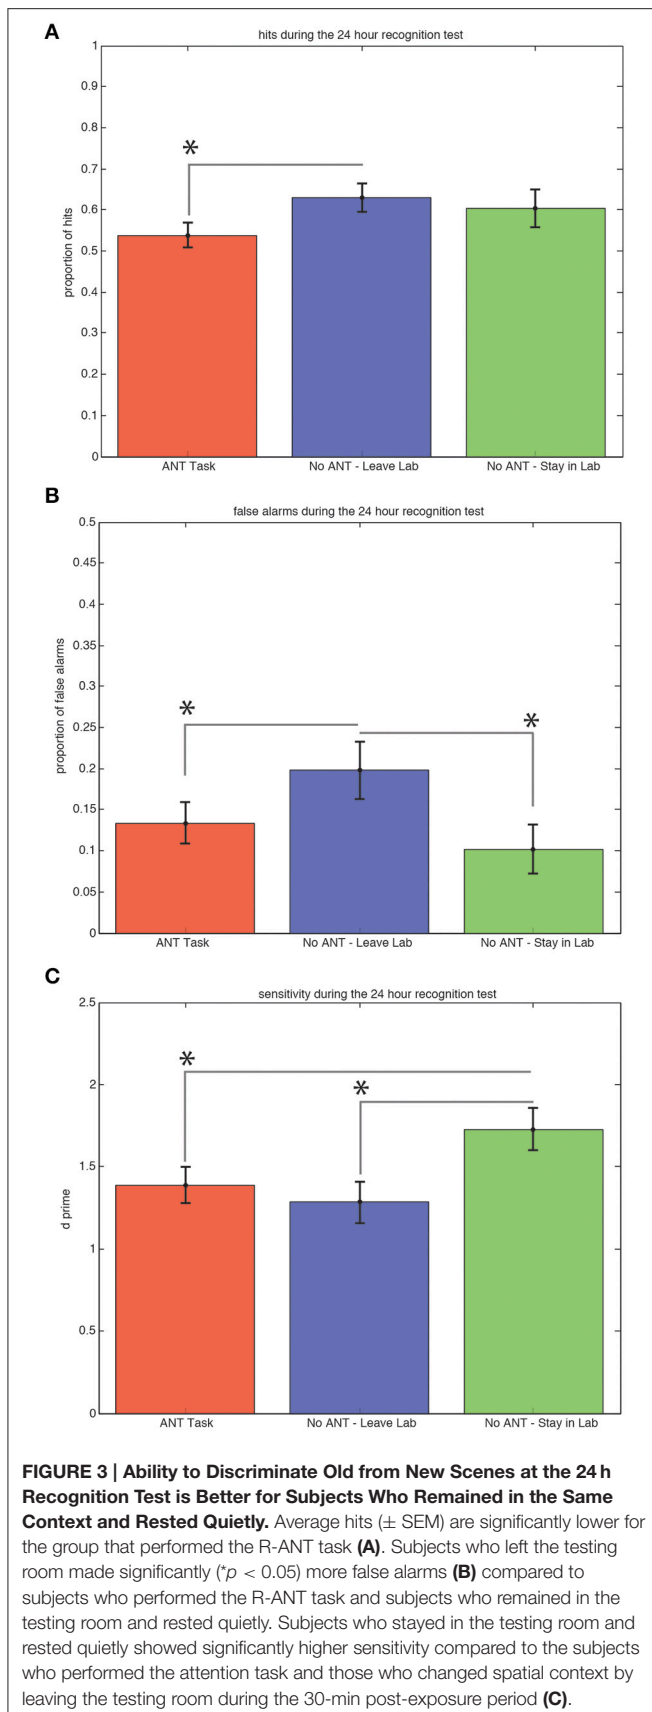 A
hits during the 24 hour recognition test
1
0.9
0.8
0.7
0.6
0.5
0.4
0.3
0.2
0.1
0
proportion of hits
*
ANT Task
No ANT - Leave Lab
No ANT - Stay in Lab
B
false alarms during the 24 hour recognition test
0.5
0.45
0.4
0.35
0.3
0.25
0.2
0.15
0.1
0.05
0
proportion of false alarms
*
*
ANT Task
No ANT - Leave Lab
No ANT - Stay in Lab
C
sensitivity during the 24 hour recognition test
2.5
2
1.5
1
0.5
0
d prime
*
*
ANT Task
No ANT - Leave Lab
No ANT - Stay in Lab
FIGURE 3 | Ability to Discriminate Old from New Scenes at the 24 h
Recognition Test is Better for Subjects Who Remained in the Same
Context and Rested Quietly. Average hits (± SEM) are significantly lower for
the group that performed the R-ANT task (A). Subjects who left the testing
room made significantly (*p < 0.05) more false alarms (B) compared to
subjects who performed the R-ANT task and subjects who remained in the
testing room and rested quietly. Subjects who stayed in the testing room and
rested quietly showed significantly higher sensitivity compared to the subjects
who performed the attention task and those who changed spatial context by
leaving the testing room during the 30-min post-exposure period (C).